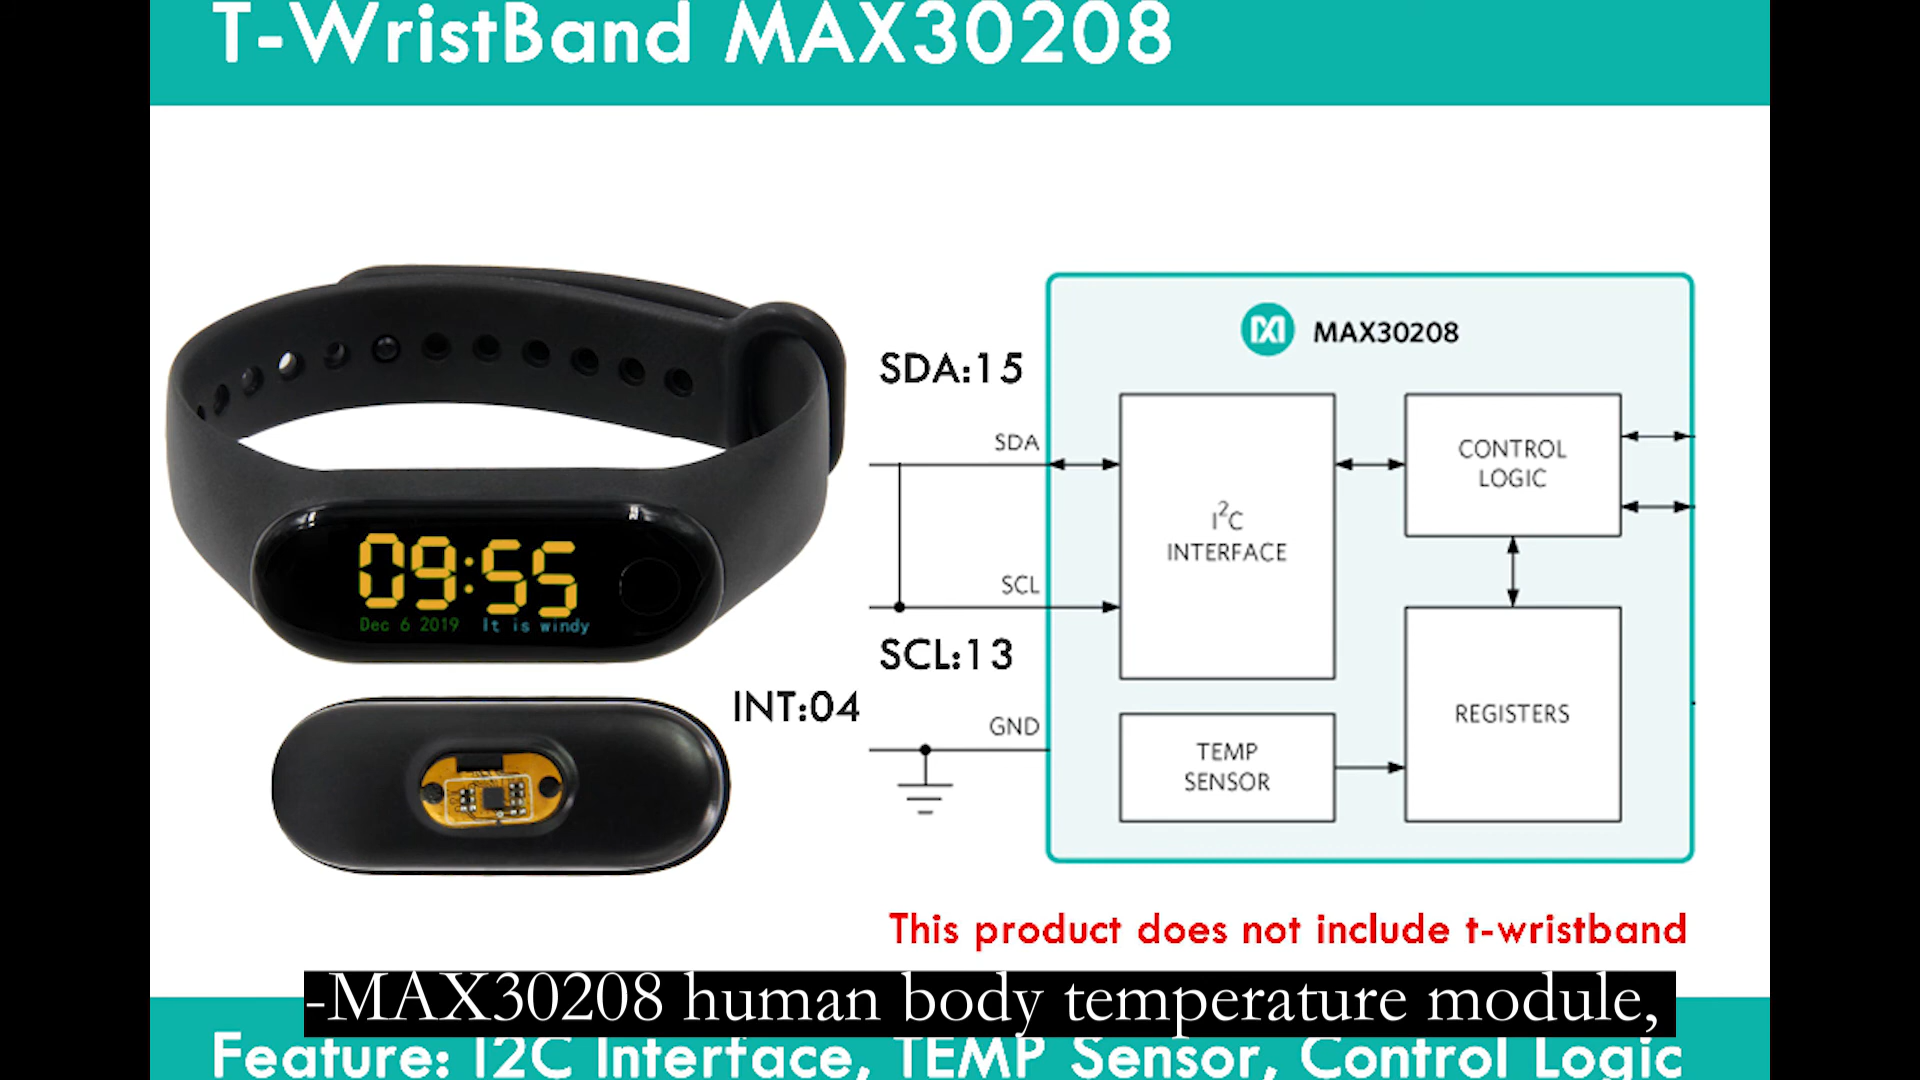 T-WristBand MAX30208
MAX30208
SDA:15
SDA
CONTROL
LOGIC
I²C
INTERFACE
09:55
Dec 6 2019 It is windy
SCL
SCL:13
INT:04
GND
REGISTERS
TEMP
SENSOR
This product does not include t-wristband
-MAX30208 human body temperature module,
Feature: I2C Interface, TEMP Sensor, Control Logic